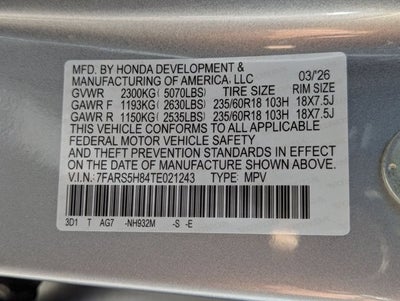 MFD. BY HONDA DEVELOPMENT &
MANUFACTURING OF AMERICA, LLC 03/26
GVWR 2300KG (5070LBS) TIRE SIZE RIM SIZE
GAWR F 1193KG (2630LBS) 235/60R18 103H 18X7.5J
GAWR R 1150KG (2535LBS) 235/60R18 103H 18X7.5J
THIS VEHICLE CONFORMS TO ALL APPLICABLE
FEDERAL MOTOR VEHICLE SAFETY, BUMPER,
AND THEFT PREVENTION STANDARDS IN EFFECT
ON THE DATE OF MANUFACTURE SHOWN ABOVE.
V.I.N.: 7FARS5H84TE021243 TYPE: MPV
3D1 T AG7 -NH932M -S -E